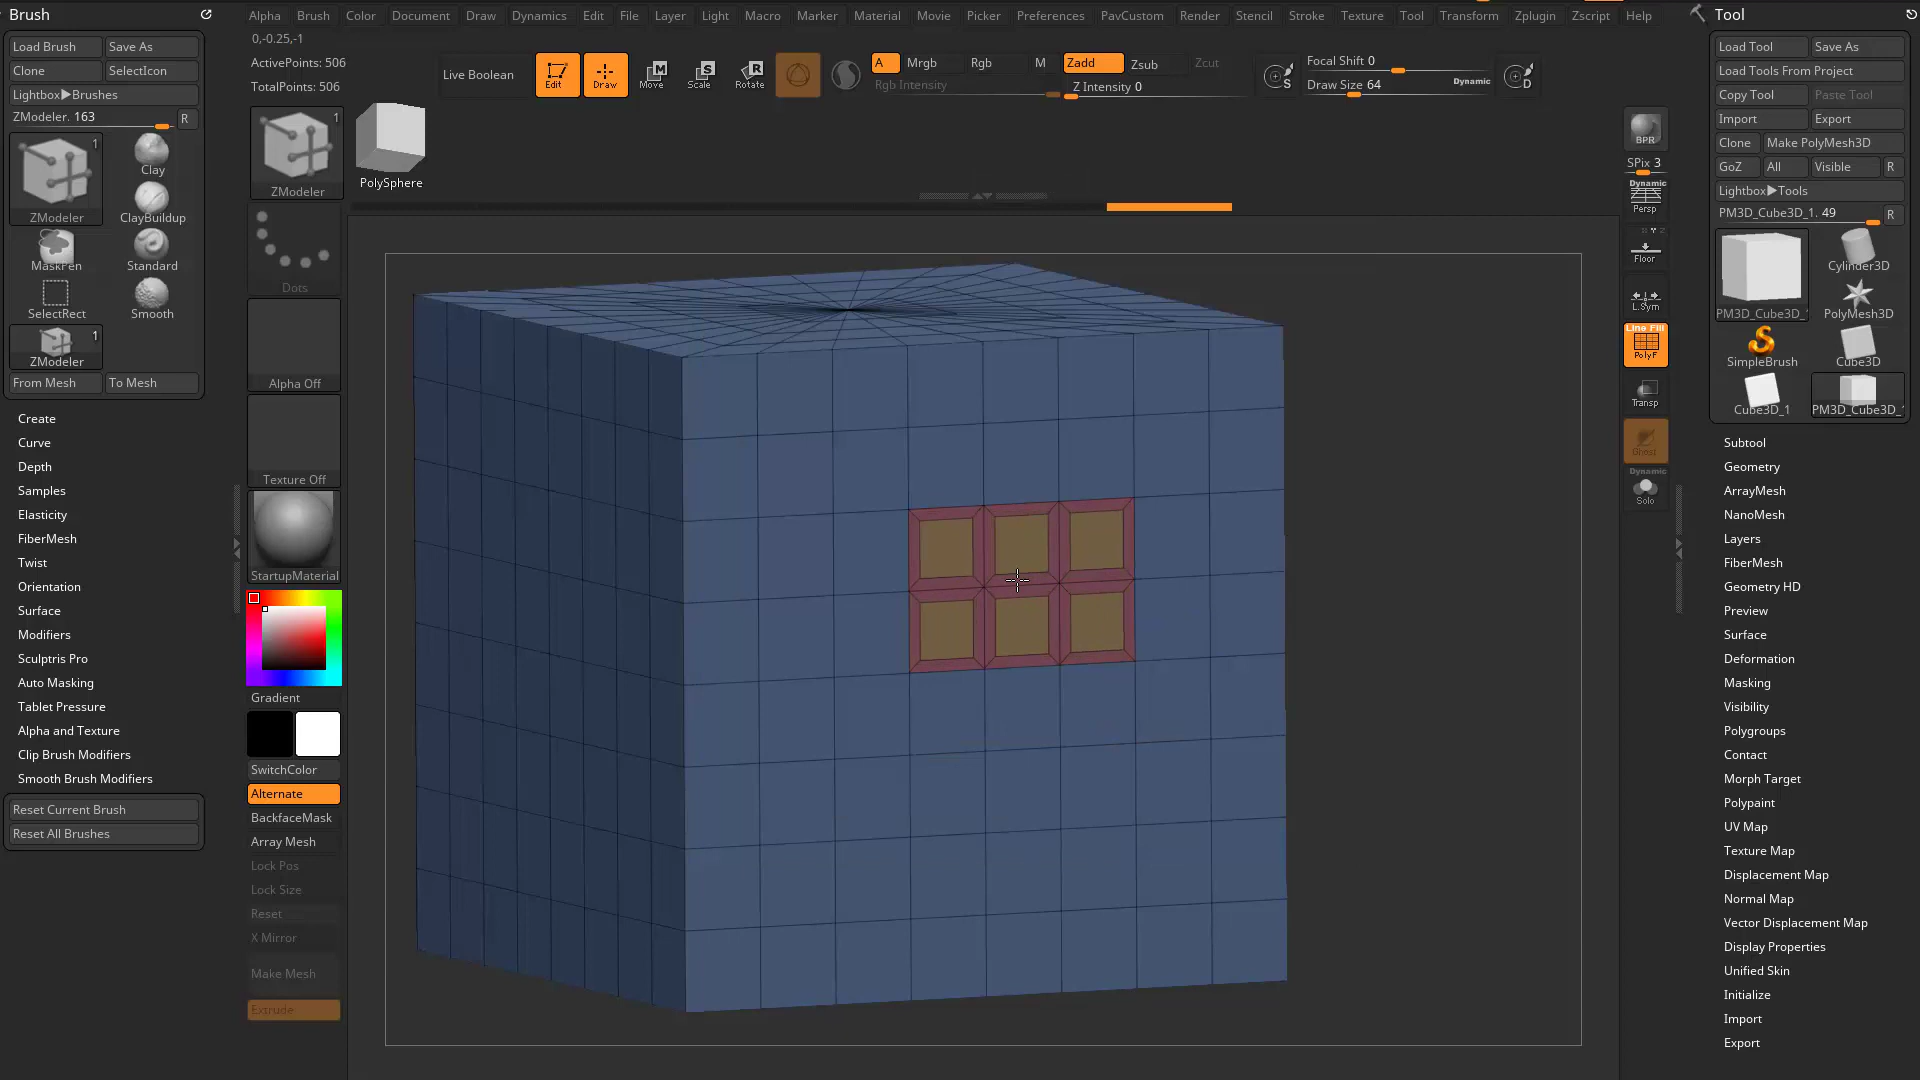 Brush
Alpha Brush Color Document Draw Dynamics Edit File Layer Light Macro Marker Material Movie Picker Preferences PavCustom Render Stencil Stroke Texture Tool Transform Zplugin Zscript Help
Tool
0,-0.25,-1
ActivePoints: 506
TotalPoints: 506
Live Boolean
Edit
Draw
Move
Scale
Rotate
A
Mrgb
Rgb
M
Zadd
Zsub
Zcut
Rgb Intensity
Z Intensity 0
S
Focal Shift 0
Draw Size 64
Dynamic
D
Load Brush
Save As
Clone
SelectIcon
Lightbox▶Brushes
ZModeler. 163
R
1
ZModeler
Clay
ClayBuildup
MaskPen
Standard
SelectRect
Smooth
1
ZModeler
From Mesh
To Mesh
Create
Curve
Depth
Samples
Elasticity
FiberMesh
Twist
Orientation
Surface
Modifiers
Sculptris Pro
Auto Masking
Tablet Pressure
Alpha and Texture
Clip Brush Modifiers
Smooth Brush Modifiers
Reset Current Brush
Reset All Brushes
1
ZModeler
PolySphere
Dots
Alpha Off
Texture Off
StartupMaterial
Gradient
SwitchColor
Alternate
BackfaceMask
Array Mesh
Lock Pos
Lock Size
Reset
X Mirror
Make Mesh
Extrude
BPR
SPix 3
Dynamic
Persp
Floor
L.Sym
Line Fill
PolyF
Transp
Ghost
Dynamic
Solo
Load Tool
Save As
Load Tools From Project
Copy Tool
Paste Tool
Import
Export
Clone
Make PolyMesh3D
GoZ
All
Visible
R
Lightbox▶Tools
PM3D_Cube3D_1. 49
R
PM3D_Cube3D_
Cylinder3D
PolyMesh3D
SimpleBrush
Cube3D
Cube3D_1
PM3D_Cube3D_
Subtool
Geometry
ArrayMesh
NanoMesh
Layers
FiberMesh
Geometry HD
Preview
Surface
Deformation
Masking
Visibility
Polygroups
Contact
Morph Target
Polypaint
UV Map
Texture Map
Displacement Map
Normal Map
Vector Displacement Map
Display Properties
Unified Skin
Initialize
Import
Export